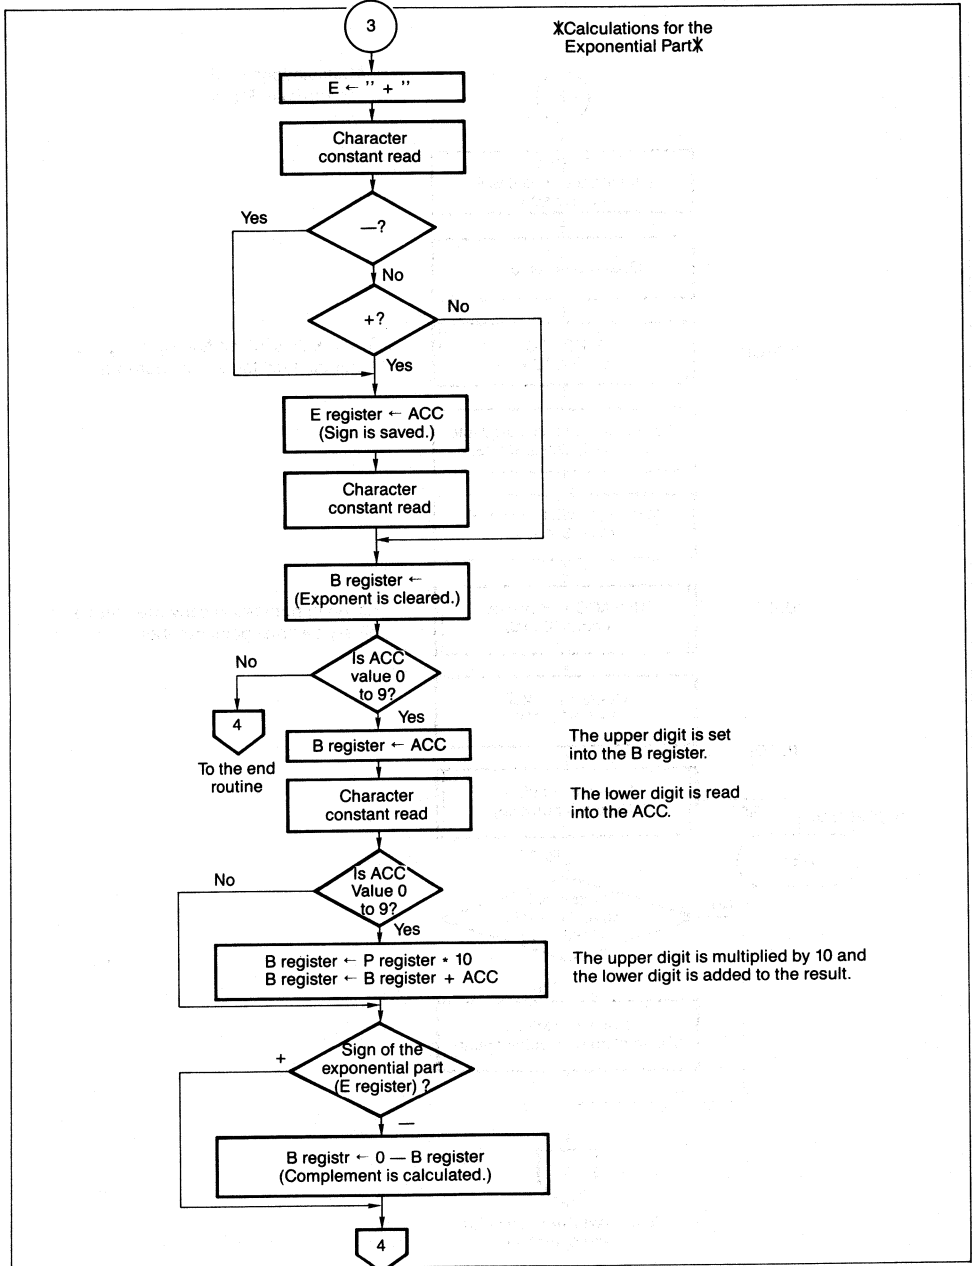 3
⚹Calculations for the
Exponential Part⚹
E ← ” + ”
Character
constant read
—?
Yes
No
+?
No
Yes
E register ← ACC
(Sign is saved.)
Character
constant read
B register ←
(Exponent is cleared.)
Is ACC
value 0
to 9?
No
4
To the end
routine
Yes
B register ← ACC
The upper digit is set
into the B register.
Character
constant read
The lower digit is read
into the ACC.
Is ACC
Value 0
to 9?
No
Yes
B register ← P register * 10
B register ← B register + ACC
The upper digit is multiplied by 10 and
the lower digit is added to the result.
Sign of the
exponential part
(E register) ?
+
—
B registr ← 0 — B register
(Complement is calculated.)
4